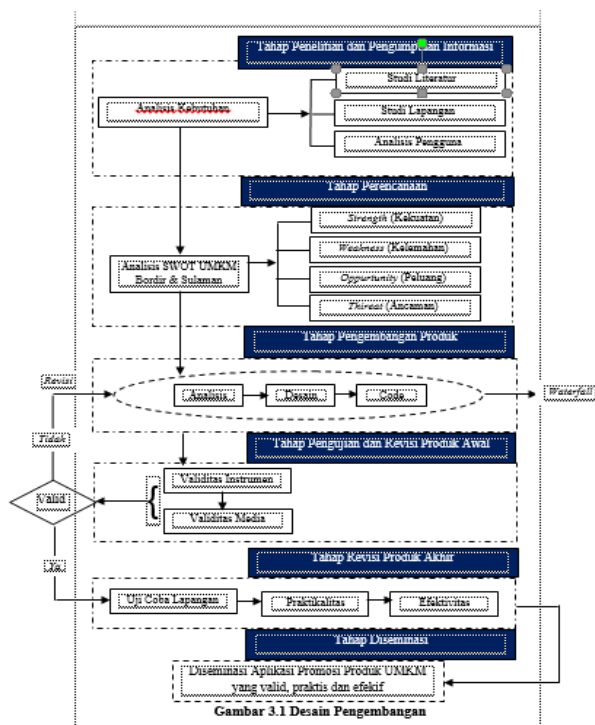 Tahap Penelitian dan Pengumpulan Informasi
Studi Literatur
Analisis Kebutuhan
Studi Lapangan
Analisis Pengguna
Tahap Perencanaan
Strength (Kekuatan)
Weakness (Kelemahan)
Analisis SWOT UMKM
Bordir & Sulaman
Oppurtunity (Peluang)
Threat (Ancaman)
Tahap Pengembangan Produk
Revisi
Analisis
Desain
Code
Waterfall
Tidak
Tahap Pengujian dan Revisi Produk Awal
Validitas Instrumen
Valid
Validitas Media
Tahap Revisi Produk Akhir
Ya
Uji Coba Lapangan
Praktikalitas
Efektivitas
Tahap Diseminasi
Diseminasi Aplikasi Promosi Produk UMKM
yang valid, praktis dan efekif
Gambar 3.1 Desain Pengembangan